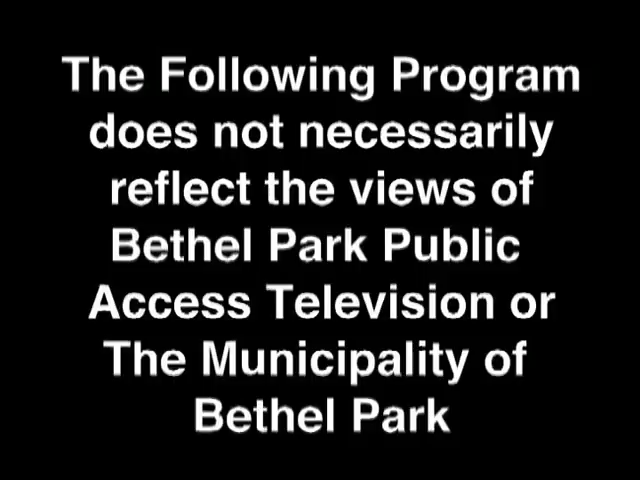 The Following Program
does not necessarily
reflect the views of
Bethel Park Public
Access Television or
The Municipality of
Bethel Park